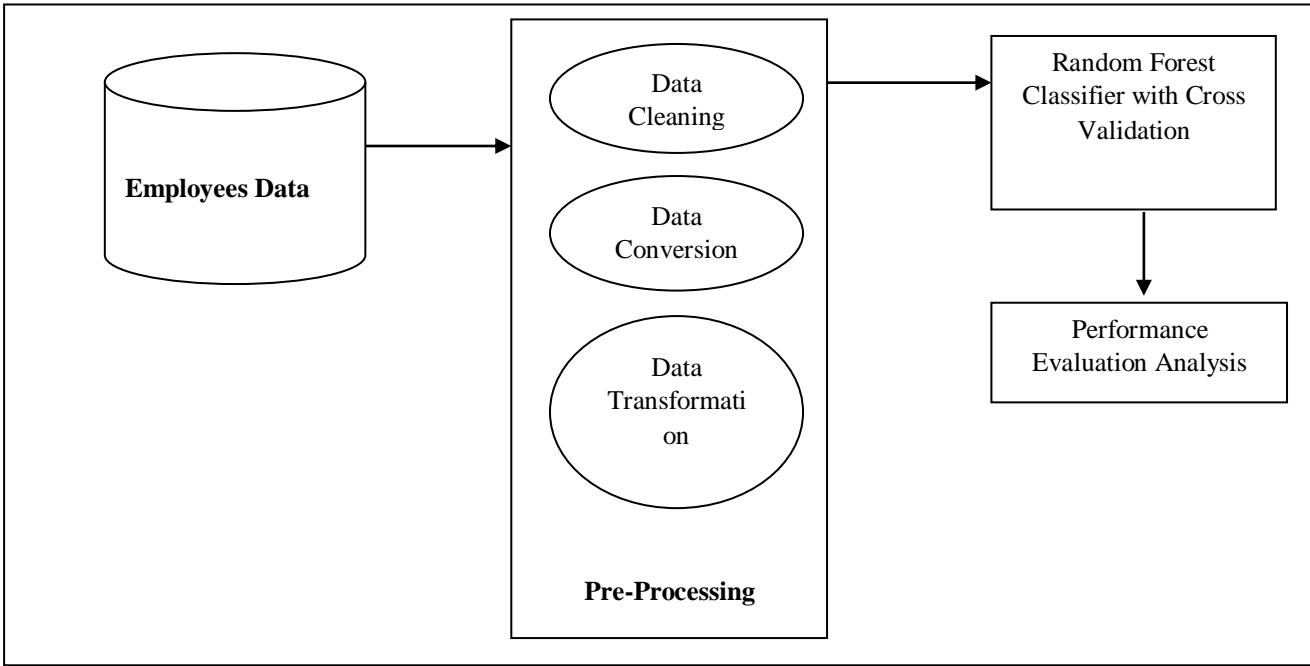 Employees Data
Data
Cleaning
Data
Conversion
Data
Transformati
on
Pre-Processing
Random Forest
Classifier with Cross
Validation
Performance
Evaluation Analysis